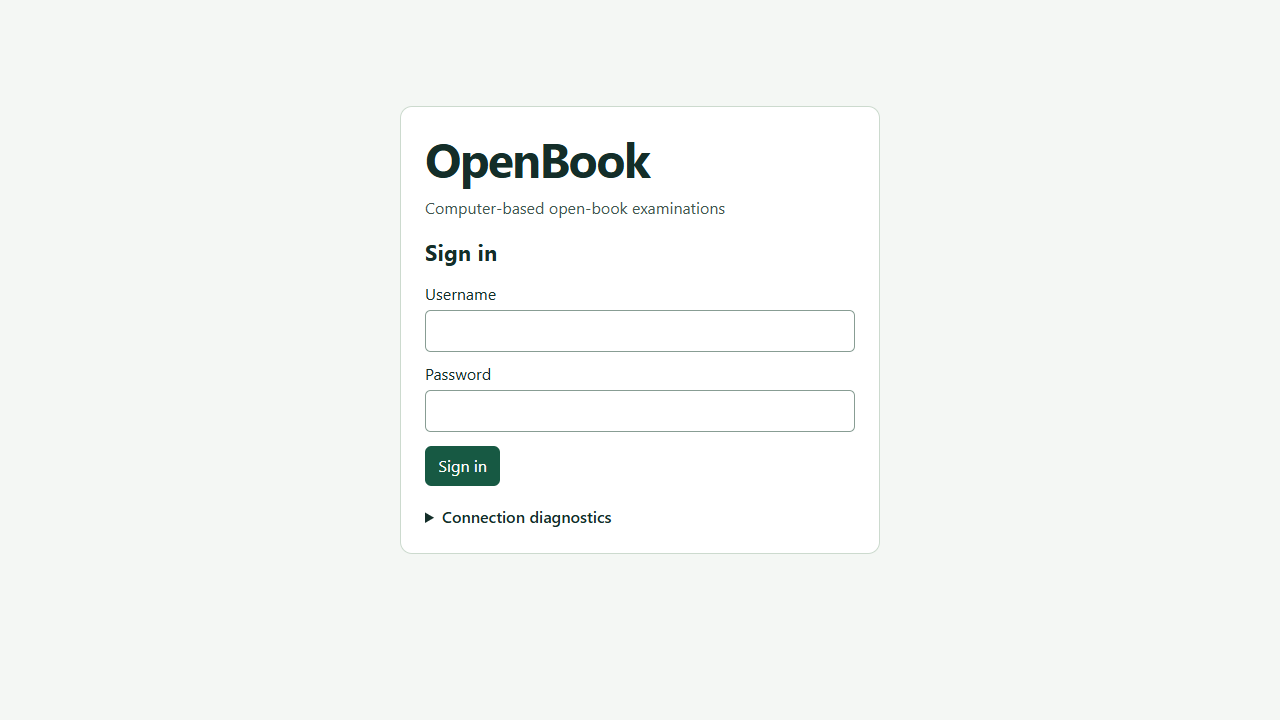 OpenBook
Computer-based open-book examinations
Sign in
Username
Password
Sign in
Connection diagnostics